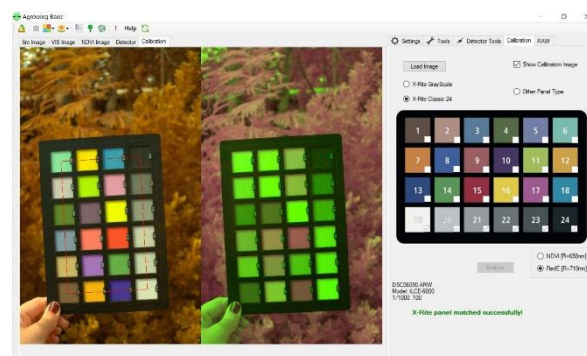 Agrowing Basic
Help
Src Image VIS Image NDVI Image Detector Calibration
Settings Tools Detector Tools Calibration RAW
Load Image
Show Calibration Image
X-Rite GrayScale
Other Panel Type
X-Rite Classic 24
1 2 3 4 5 6
7 8 9 10 11 12
13 14 15 16 17 18
19 20 21 22 23 24
NDVI [R=650nm]
Analyze
RedE [R=710nm]
DSC06090.ARW
Model: ILCE-6000
1/1000 ,100
X-Rite panel matched successfully!